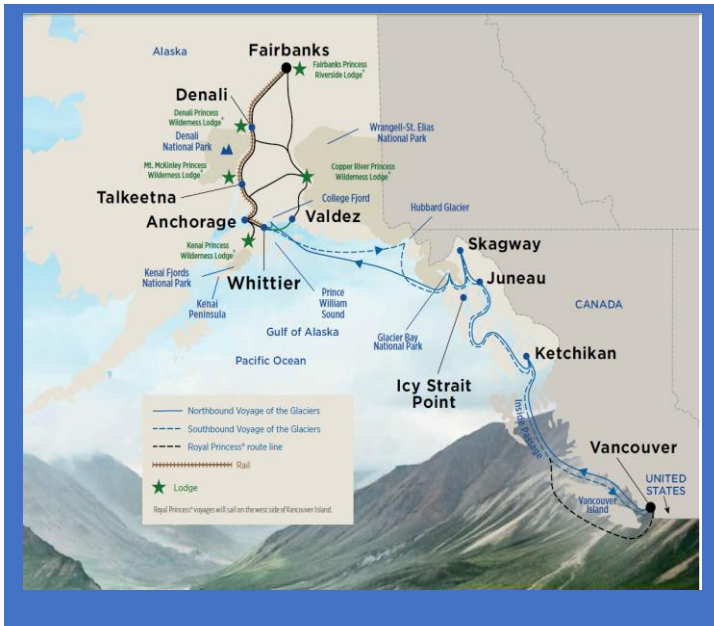 Alaska
Fairbanks
Fairbanks Princess
Riverside Lodge®
Denali
Denali Princess
Wilderness Lodge®
Denali
National Park
Wrangell-St. Elias
National Park
Mt. McKinley Princess
Wilderness Lodge®
Copper River Princess
Wilderness Lodge®
Talkeetna
College Fjord
Hubbard Glacier
Anchorage
Valdez
Kenai Princess
Wilderness Lodge®
Skagway
Kenai Fjords
National Park
Whittier
Juneau
Kenai
Peninsula
Prince
William
Sound
CANADA
Gulf of Alaska
Glacier Bay
National Park
Pacific Ocean
Ketchikan
Icy Strait
Point
Inside Passage
Northbound Voyage of the Glaciers
Southbound Voyage of the Glaciers
Royal Princess® route line
Rail
Lodge
Royal Princess® voyages will sail on the west side of Vancouver Island.
Vancouver
UNITED
STATES
Vancouver
Island